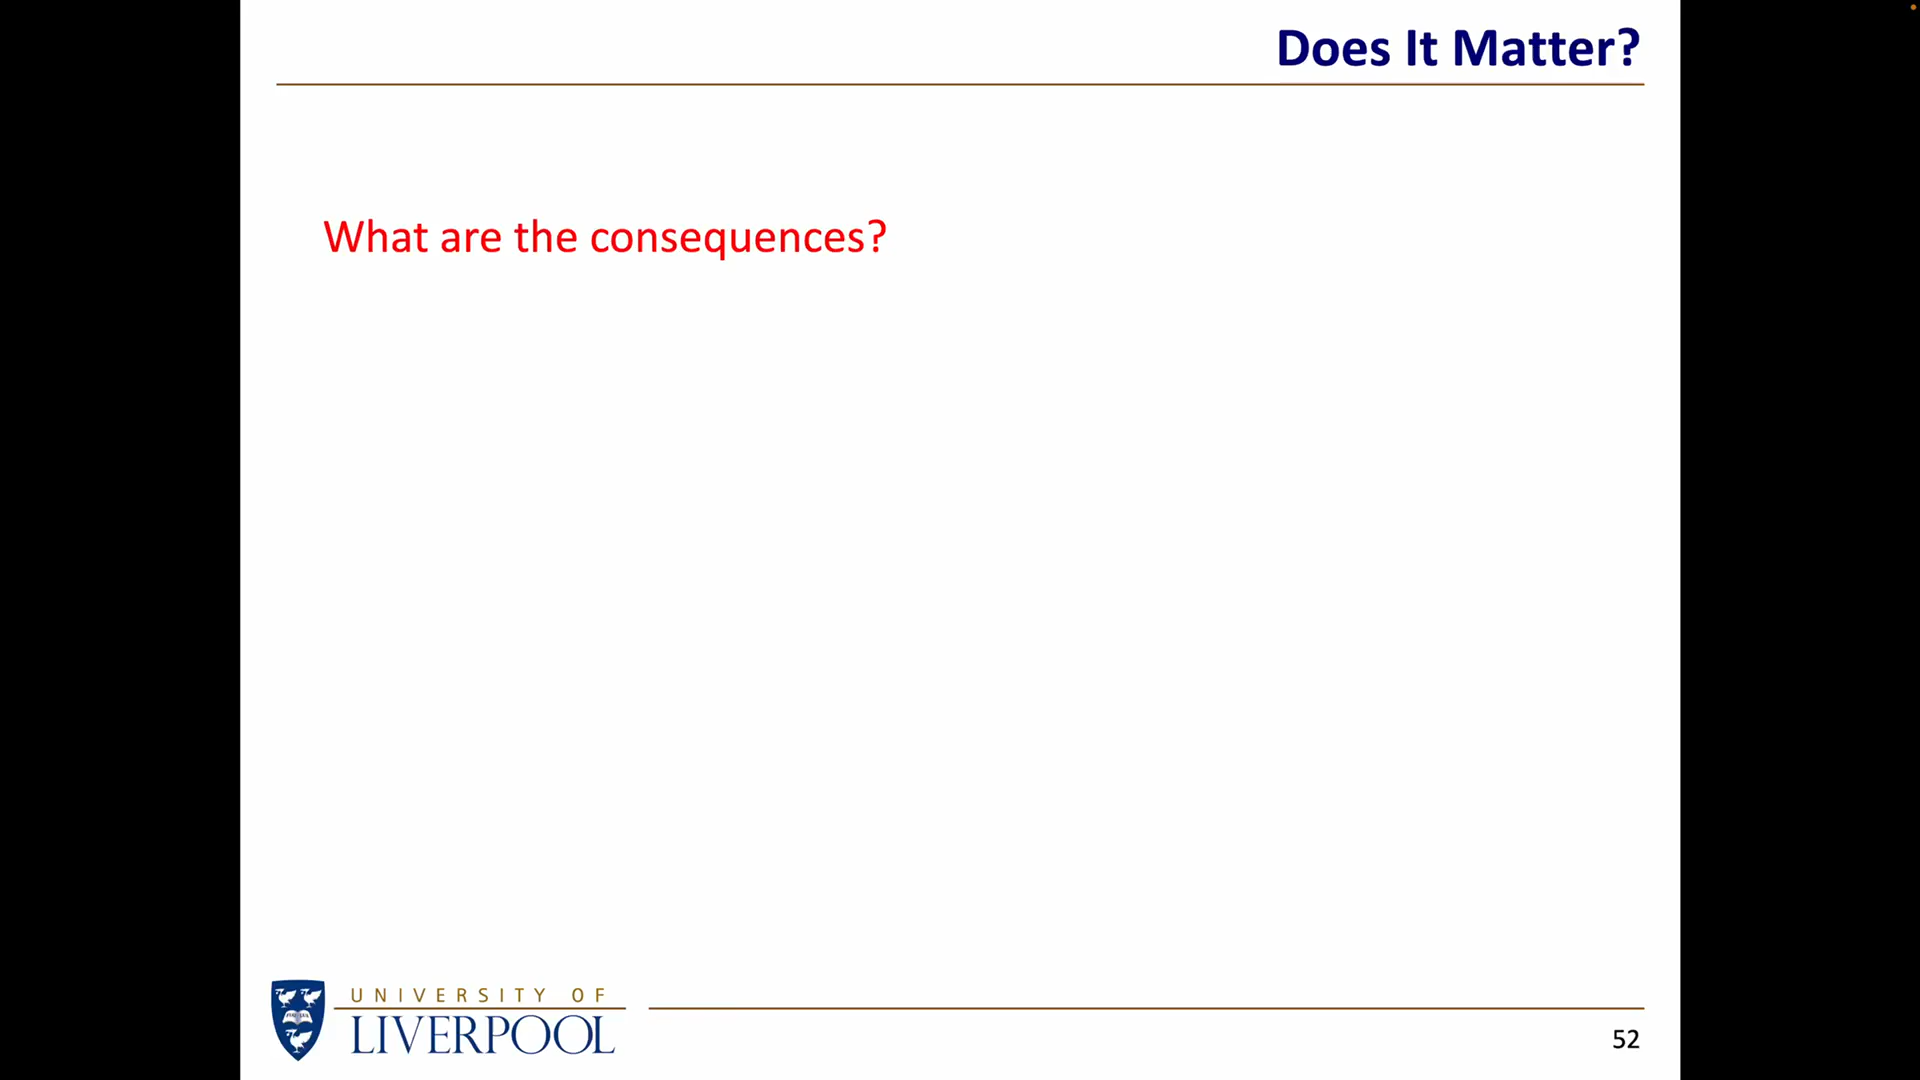 Does It Matter?
What are the consequences?
UNIVERSITY OF
LIVERPOOL
52